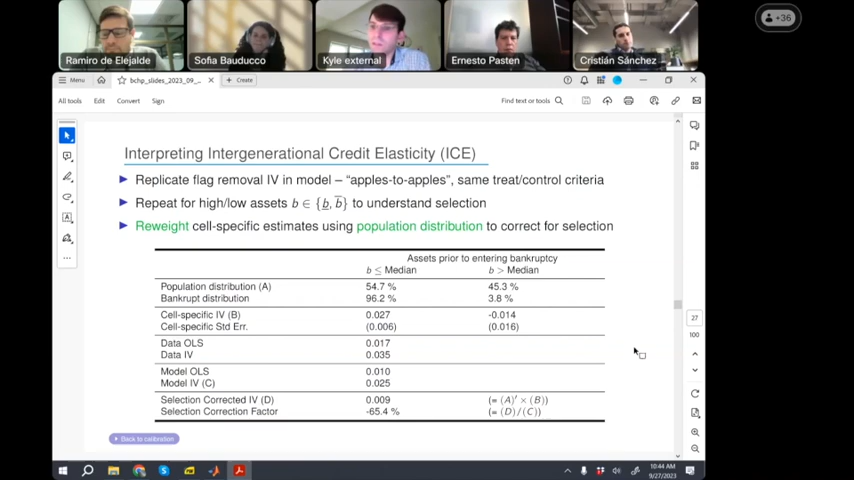 +36
Ramiro de Elejalde
Sofia Bauducco
Kyle external
Ernesto Pasten
Cristián Sánchez
Menu
bchp_slides_2023_09_...
Create
All tools
Edit
Convert
Sign
Find text or tools
Interpreting Intergenerational Credit Elasticity (ICE)
Replicate flag removal IV in model – "apples-to-apples", same treat/control criteria
Repeat for high/low assets b ∈ {b̲, b̅} to understand selection
Reweight cell-specific estimates using population distribution to correct for selection
Assets prior to entering bankruptcy
b ≤ Median b > Median
Population distribution (A) 54.7 % 45.3 %
Bankrupt distribution 96.2 % 3.8 %
Cell-specific IV (B) 0.027 -0.014
Cell-specific Std Err. (0.006) (0.016)
Data OLS 0.017
Data IV 0.035
Model OLS 0.010
Model IV (C) 0.025
Selection Corrected IV (D) 0.009 (= (A)′ × (B))
Selection Correction Factor -65.4 % (= (D)/(C))
Back to calibration
27
100
10:44 AM
9/27/2023